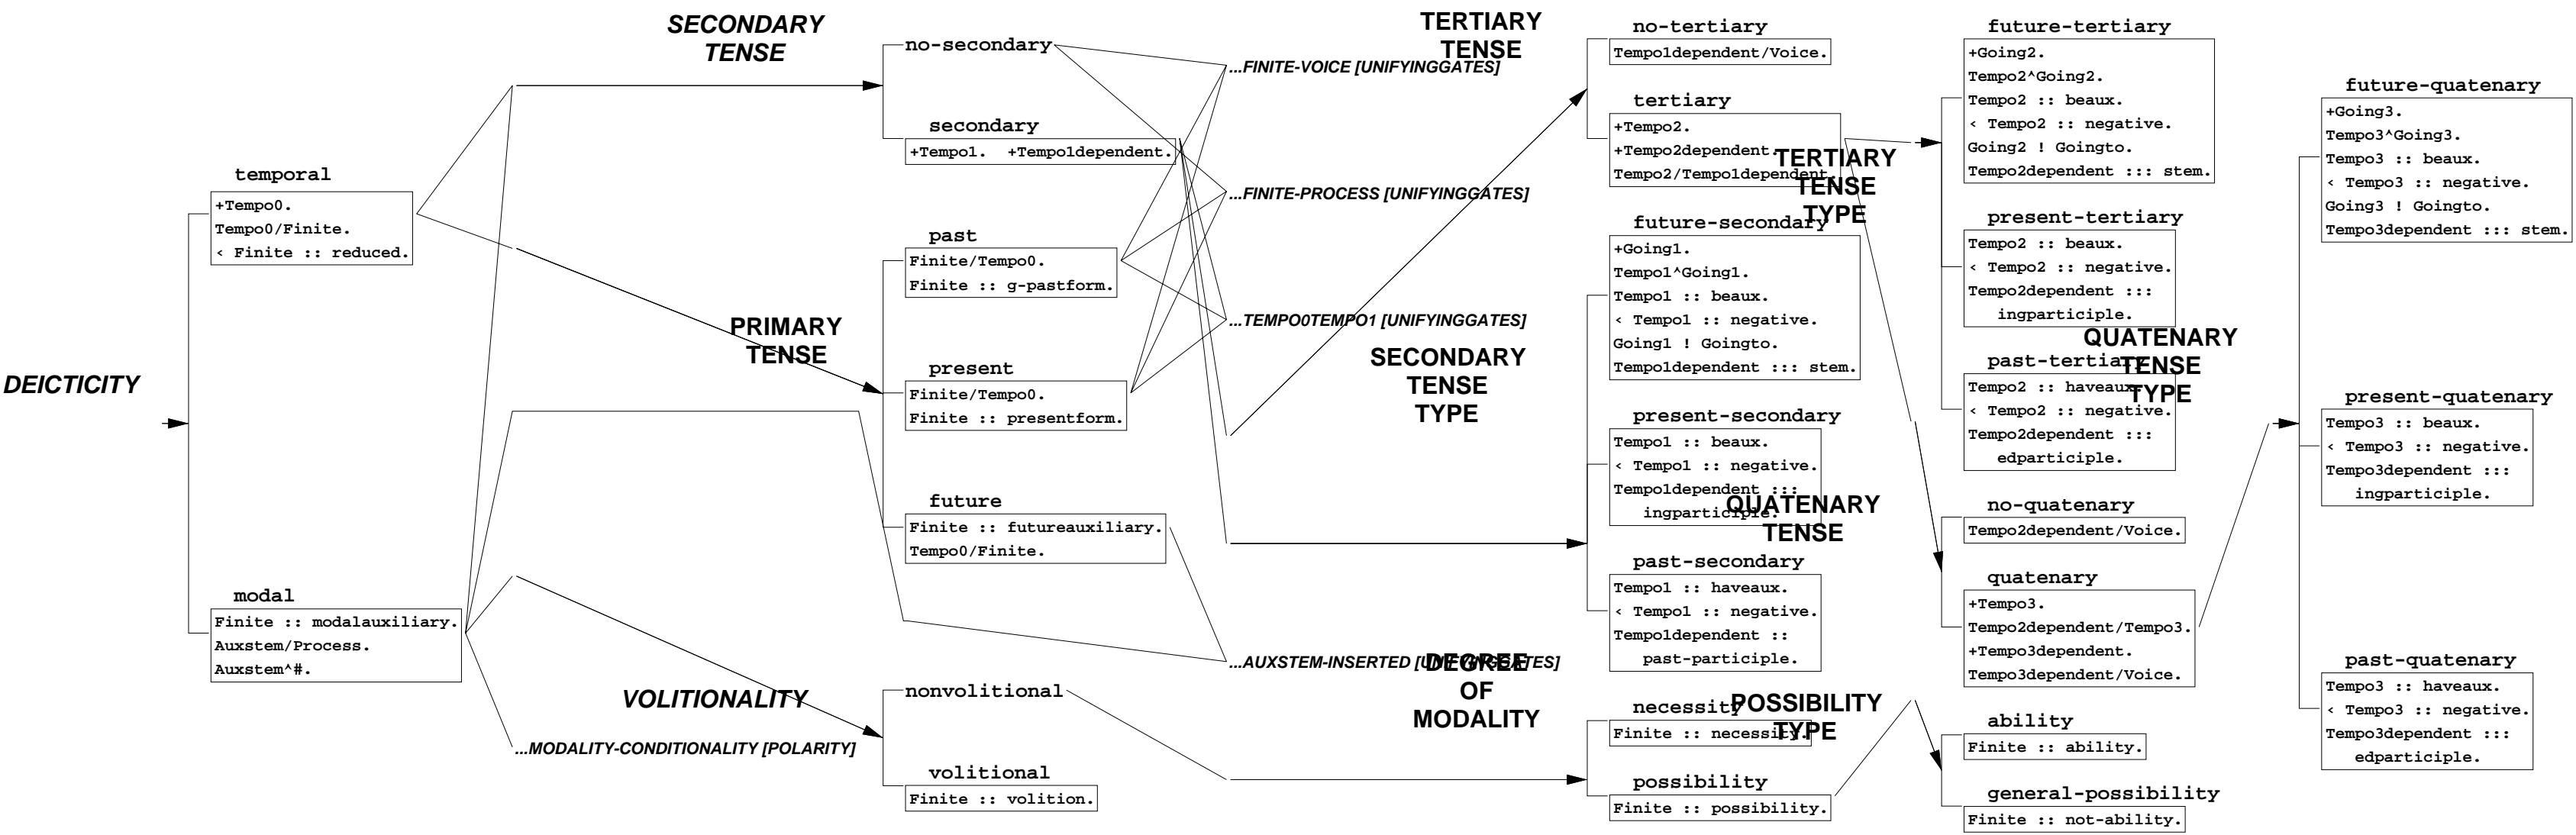 DEICTICITY
temporal
+Tempo0.
Tempo0/Finite.
< Finite :: reduced.
modal
Finite :: modalauxiliary.
Auxstem/Process.
Auxstem^#.
SECONDARY
TENSE
no-secondary
secondary
+Tempo1.  +Tempo1dependent.
PRIMARY
TENSE
past
Finite/Tempo0.
Finite :: g-pastform.
present
Finite/Tempo0.
Finite :: presentform.
future
Finite :: futureauxiliary.
Tempo0/Finite.
VOLITIONALITY
...MODALITY-CONDITIONALITY [POLARITY]
nonvolitional
volitional
Finite :: volition.
...FINITE-VOICE [UNIFYINGGATES]
...FINITE-PROCESS [UNIFYINGGATES]
...TEMPO0TEMPO1 [UNIFYINGGATES]
...AUXSTEM-INSERTED [UNIFYINGGATES]
TERTIARY
TENSE
no-tertiary
Tempo1dependent/Voice.
tertiary
+Tempo2.
+Tempo2dependent.
Tempo2/Tempo1dependent.
SECONDARY
TENSE
TYPE
future-secondary
+Going1.
Tempo1^Going1.
Tempo1 :: beaux.
< Tempo1 :: negative.
Going1 ! Goingto.
Tempo1dependent ::: stem.
present-secondary
Tempo1 :: beaux.
< Tempo1 :: negative.
Tempo1dependent :::
ingparticiple.
past-secondary
Tempo1 :: haveaux.
< Tempo1 :: negative.
Tempo1dependent ::
past-participle.
DEGREE
OF
MODALITY
necessity
Finite :: necessity.
possibility
Finite :: possibility.
TERTIARY
TENSE
TYPE
future-tertiary
+Going2.
Tempo2^Going2.
Tempo2 :: beaux.
< Tempo2 :: negative.
Going2 ! Goingto.
Tempo2dependent ::: stem.
present-tertiary
Tempo2 :: beaux.
< Tempo2 :: negative.
Tempo2dependent :::
ingparticiple.
past-tertiary
Tempo2 :: haveaux.
< Tempo2 :: negative.
Tempo2dependent :::
edparticiple.
QUATENARY
TENSE
no-quatenary
Tempo2dependent/Voice.
quatenary
+Tempo3.
Tempo2dependent/Tempo3.
+Tempo3dependent.
Tempo3dependent/Voice.
POSSIBILITY
TYPE
ability
Finite :: ability.
general-possibility
Finite :: not-ability.
QUATENARY
TENSE
TYPE
future-quatenary
+Going3.
Tempo3^Going3.
Tempo3 :: beaux.
< Tempo3 :: negative.
Going3 ! Goingto.
Tempo3dependent ::: stem.
present-quatenary
Tempo3 :: beaux.
< Tempo3 :: negative.
Tempo3dependent :::
ingparticiple.
past-quatenary
Tempo3 :: haveaux.
< Tempo3 :: negative.
Tempo3dependent :::
edparticiple.